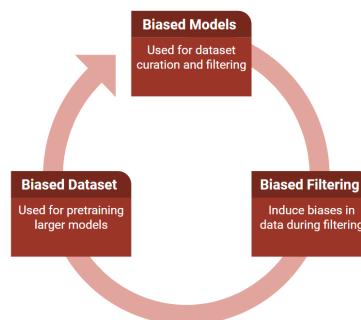 Biased Models
Used for dataset
curation and filtering
Biased Dataset
Used for pretraining
larger models
Biased Filtering
Induce biases in
data during filtering